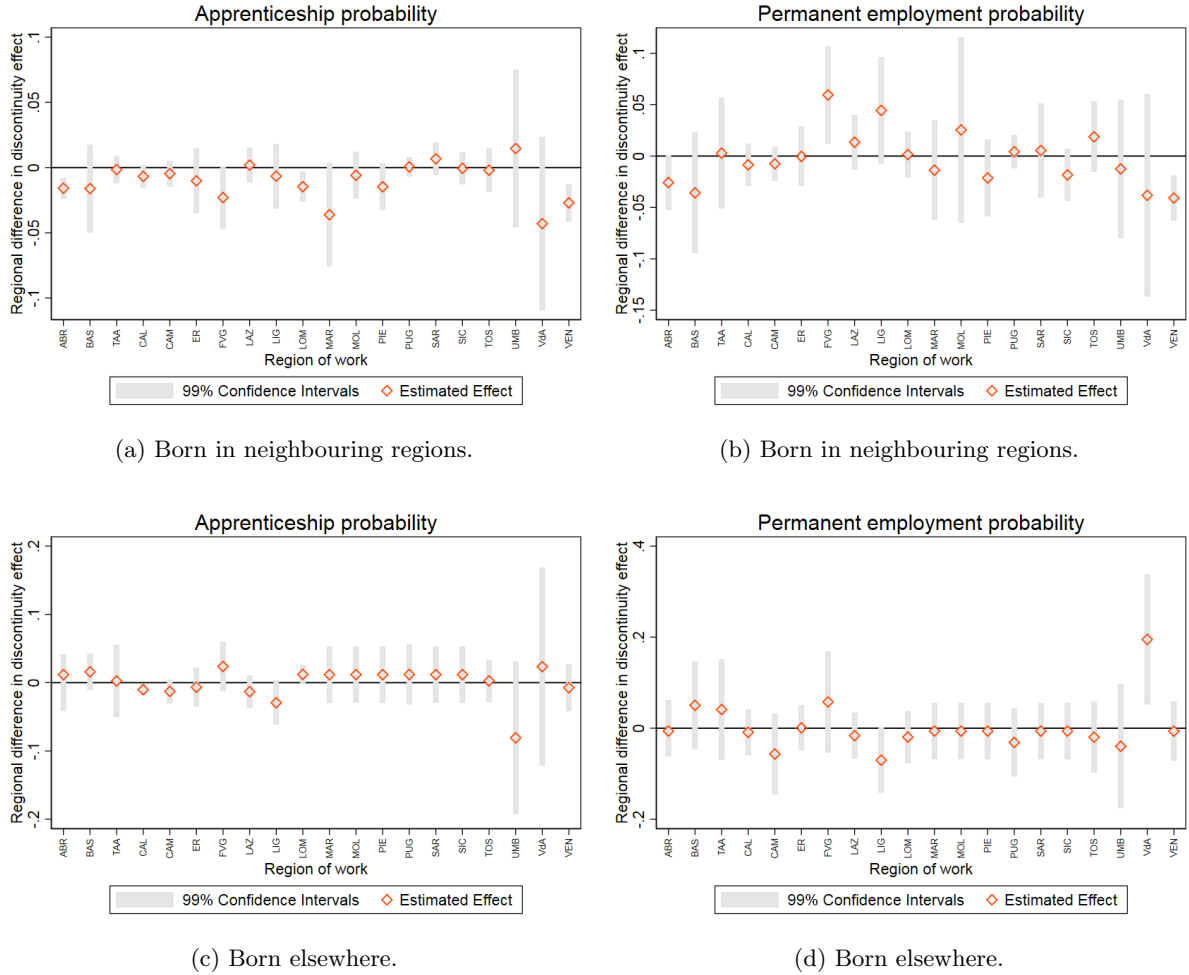 Apprenticeship probability
Regional difference in discontinuity effect
.1
.05
0
-.05
-.1
ABR BAS TAA CAL CAM ER FVG LAZ LIG LOM MAR MOL PIE PUG SAR SIC TOS UMB VdA VEN
Region of work
99% Confidence Intervals Estimated Effect
(a) Born in neighbouring regions.
Permanent employment probability
Regional difference in discontinuity effect
.1
.05
0
-.05
-.1
-.15
ABR BAS TAA CAL CAM ER FVG LAZ LIG LOM MAR MOL PIE PUG SAR SIC TOS UMB VdA VEN
Region of work
99% Confidence Intervals Estimated Effect
(b) Born in neighbouring regions.
Apprenticeship probability
Regional difference in discontinuity effect
.2
.1
0
-.1
-.2
ABR BAS TAA CAL CAM ER FVG LAZ LIG LOM MAR MOL PIE PUG SAR SIC TOS UMB VdA VEN
Region of work
99% Confidence Intervals Estimated Effect
(c) Born elsewhere.
Permanent employment probability
Regional difference in discontinuity effect
.4
.2
0
-.2
ABR BAS TAA CAL CAM ER FVG LAZ LIG LOM MAR MOL PIE PUG SAR SIC TOS UMB VdA VEN
Region of work
99% Confidence Intervals Estimated Effect
(d) Born elsewhere.